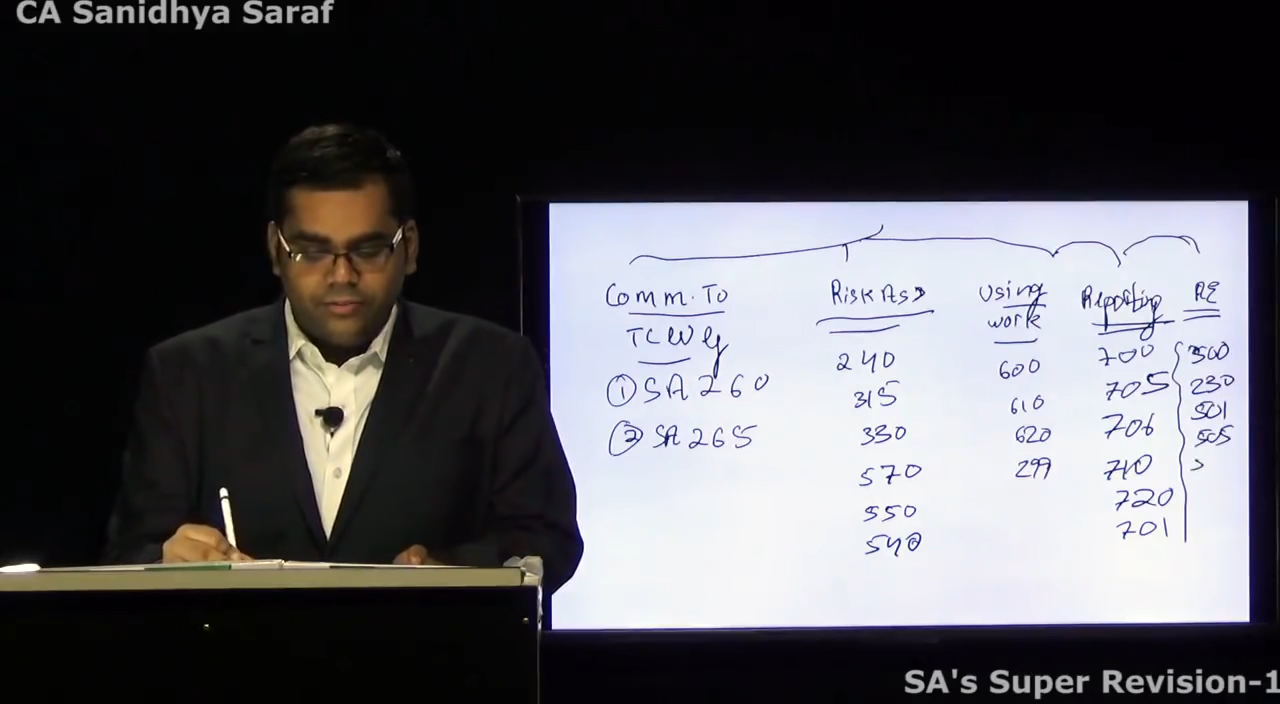 CA Sanidhya Saraf
Comm. To
TCWG
① SA 260
② SA 265
Risk Ass
240
315
330
570
550
540
Using
work
600
610
620
299
Reporting
700
705
706
710
720
701
500
230
501
505
SA's Super Revision-1